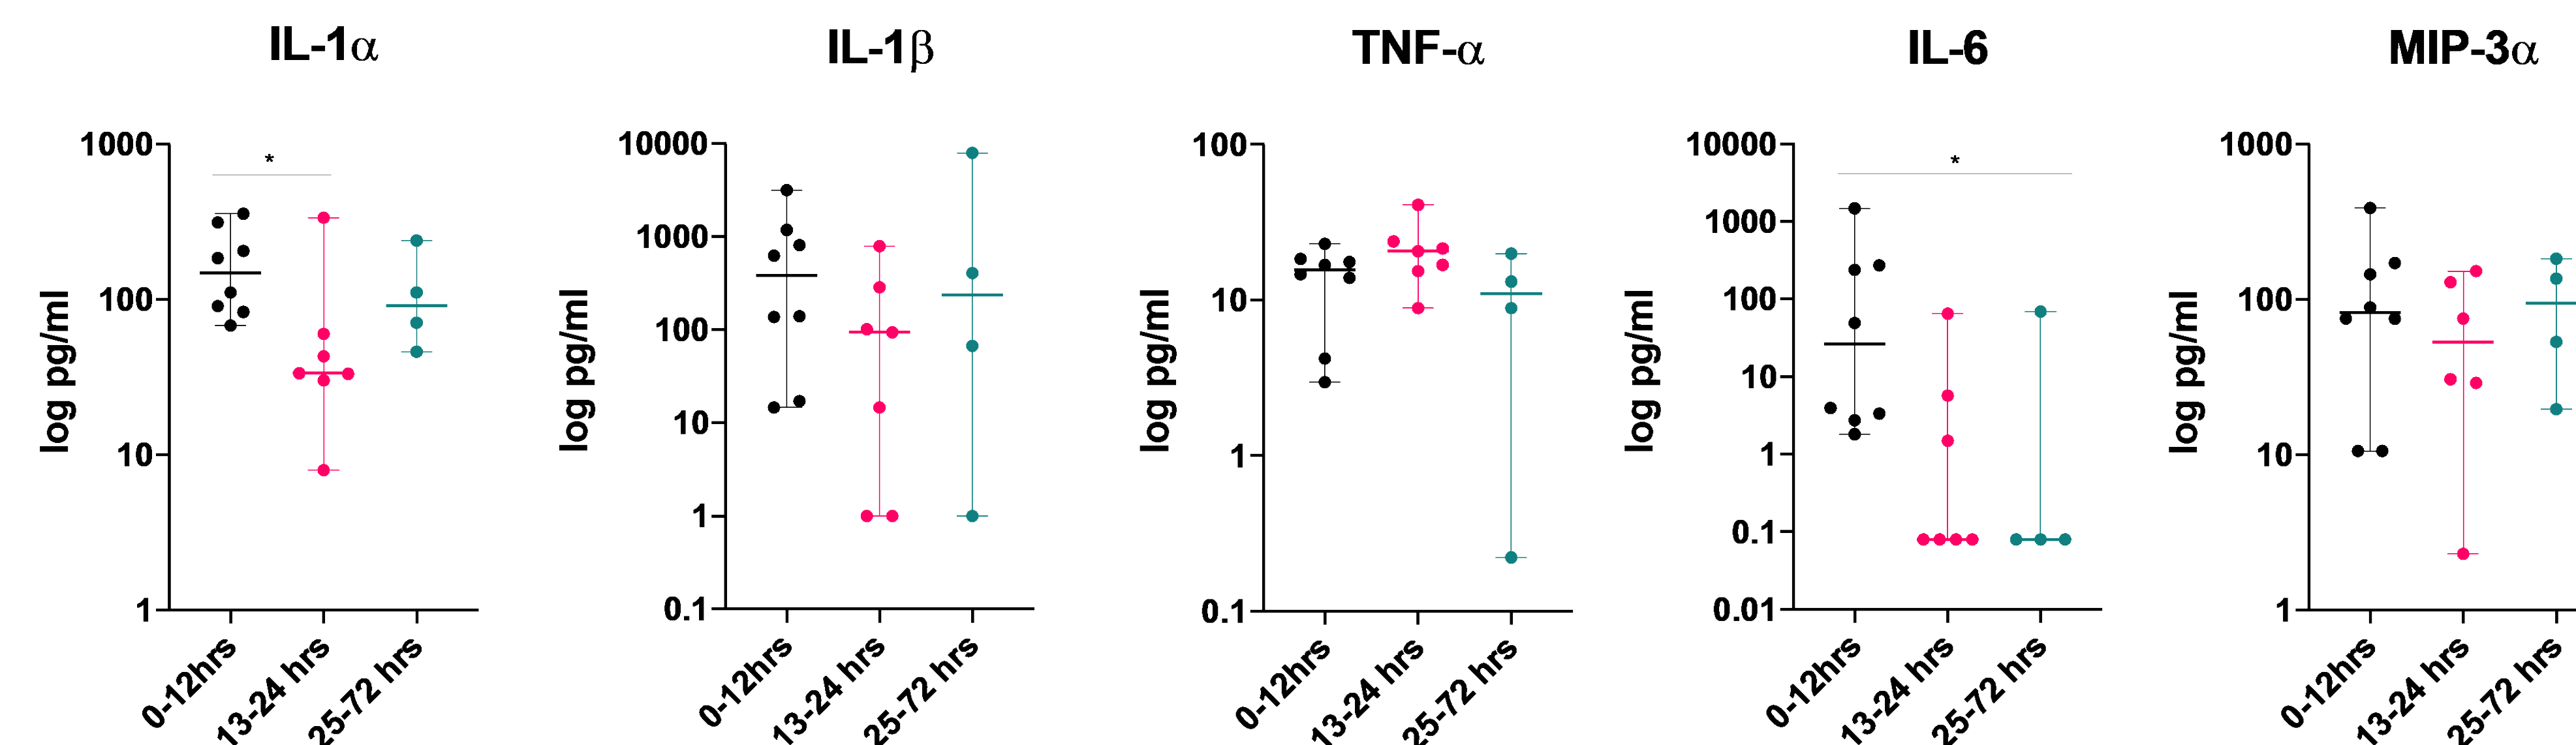 IL-1α
1000
*
100
10
1
log pg/ml
0-12hrs
13-24 hrs
25-72 hrs
IL-1β
10000
1000
100
10
1
0.1
log pg/ml
0-12hrs
13-24 hrs
25-72 hrs
TNF-α
100
10
1
0.1
log pg/ml
0-12hrs
13-24 hrs
25-72 hrs
IL-6
10000
*
1000
100
10
1
0.1
0.01
log pg/ml
0-12hrs
13-24 hrs
25-72 hrs
MIP-3α
1000
100
10
1
log pg/ml
0-12hrs
13-24 hrs
25-72 hrs